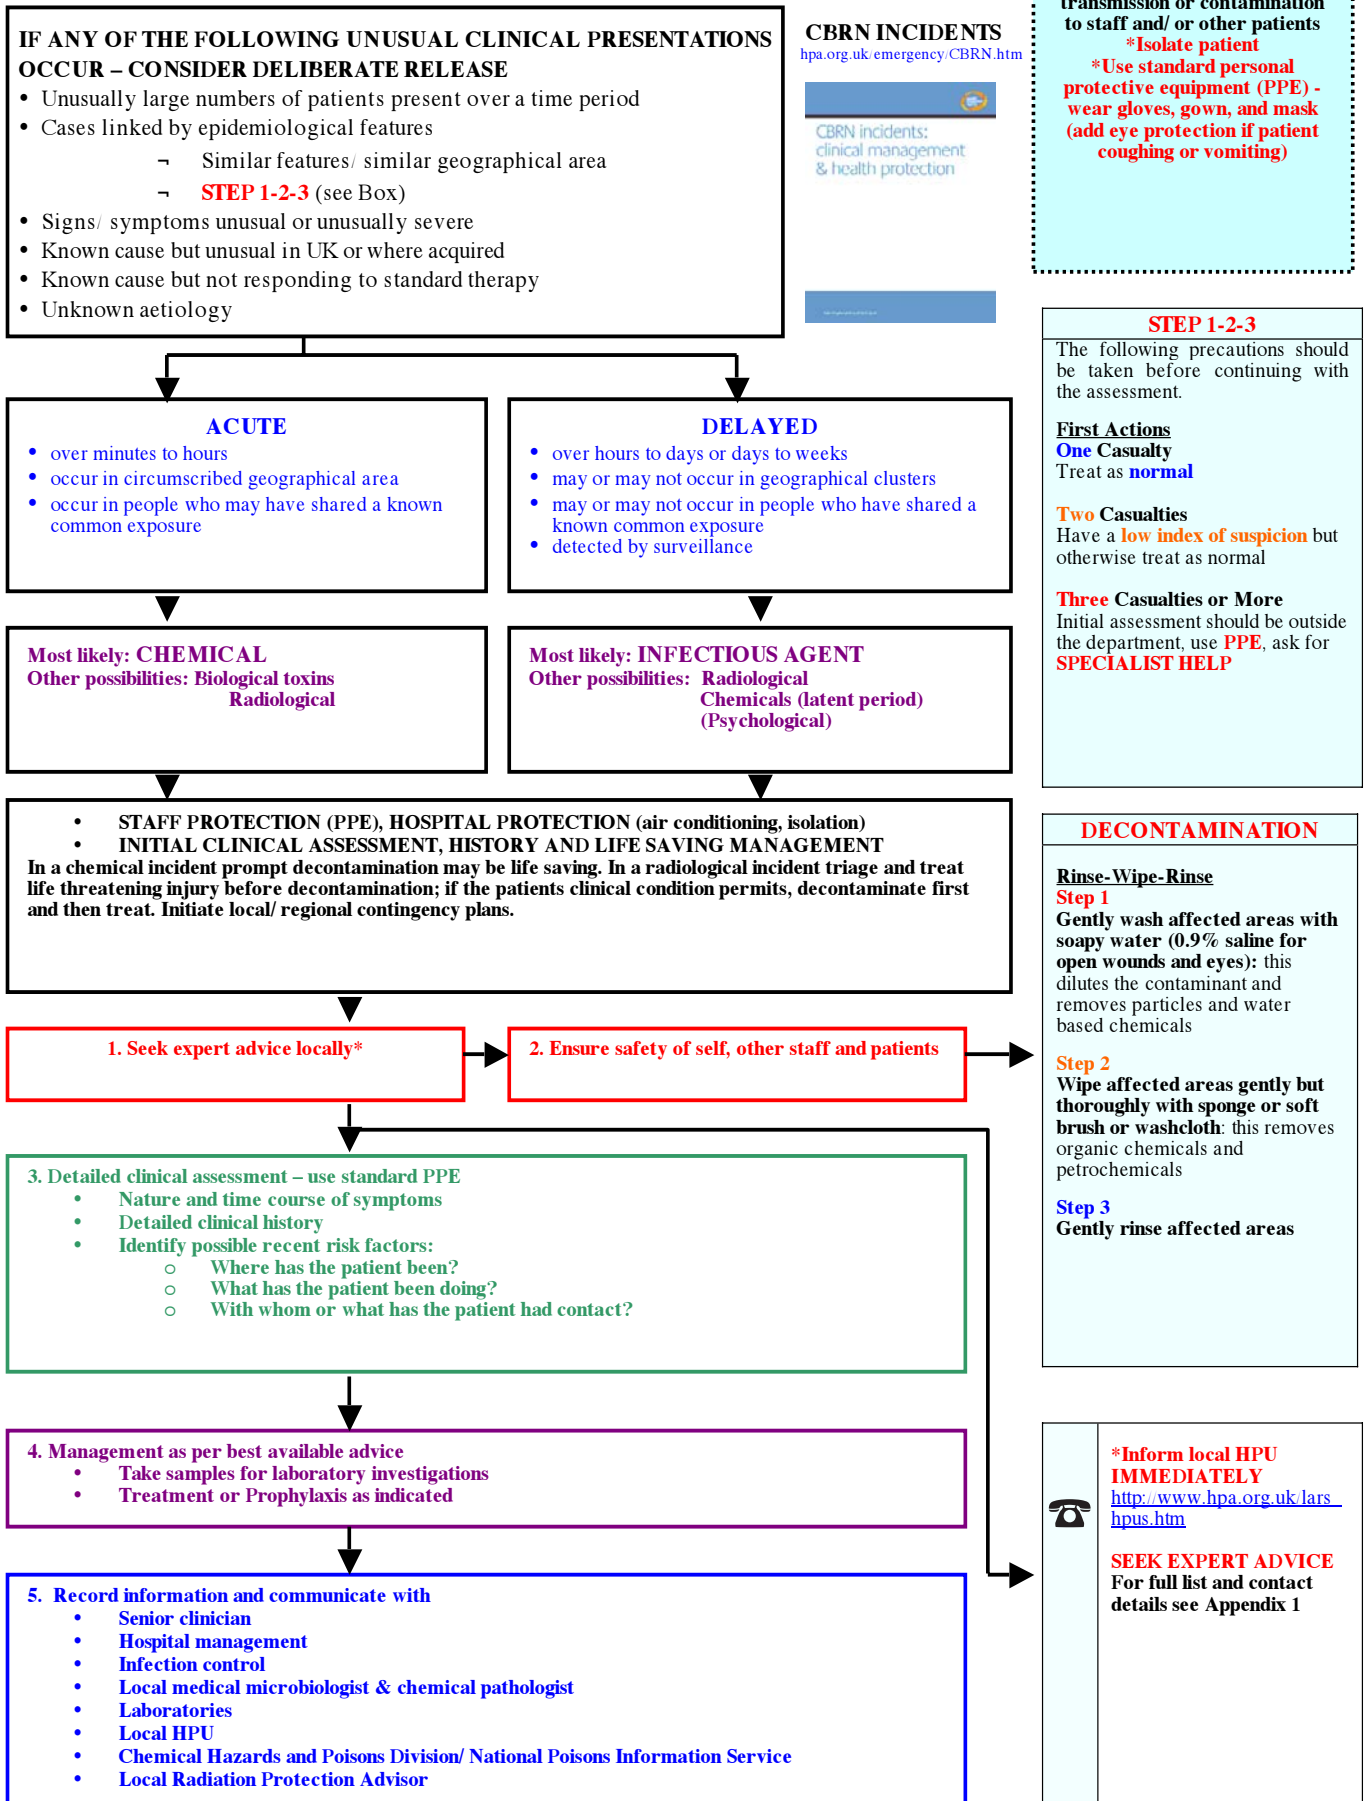 IF ANY OF THE FOLLOWING UNUSUAL CLINICAL PRESENTATIONS
OCCUR – CONSIDER DELIBERATE RELEASE
• Unusually large numbers of patients present over a time period
• Cases linked by epidemiological features
¬ Similar features/ similar geographical area
¬ STEP 1-2-3 (see Box)
• Signs/ symptoms unusual or unusually severe
• Known cause but unusual in UK or where acquired
• Known cause but not responding to standard therapy
• Unknown aetiology
CBRN INCIDENTS
hpa.org.uk/emergency/CBRN.htm
CBRN incidents:
clinical management
& health protection
transmission or contamination
to staff and/ or other patients
*Isolate patient
*Use standard personal
protective equipment (PPE) -
wear gloves, gown, and mask
(add eye protection if patient
coughing or vomiting)
ACUTE
• over minutes to hours
• occur in circumscribed geographical area
• occur in people who may have shared a known
common exposure
DELAYED
• over hours to days or days to weeks
• may or may not occur in geographical clusters
• may or may not occur in people who have shared a
known common exposure
• detected by surveillance
STEP 1-2-3
The following precautions should
be taken before continuing with
the assessment.
First Actions
One Casualty
Treat as normal
Two Casualties
Have a low index of suspicion but
otherwise treat as normal
Three Casualties or More
Initial assessment should be outside
the department, use PPE, ask for
SPECIALIST HELP
Most likely: CHEMICAL
Other possibilities: Biological toxins
Radiological
Most likely: INFECTIOUS AGENT
Other possibilities: Radiological
Chemicals (latent period)
(Psychological)
• STAFF PROTECTION (PPE), HOSPITAL PROTECTION (air conditioning, isolation)
• INITIAL CLINICAL ASSESSMENT, HISTORY AND LIFE SAVING MANAGEMENT
In a chemical incident prompt decontamination may be life saving. In a radiological incident triage and treat
life threatening injury before decontamination; if the patients clinical condition permits, decontaminate first
and then treat. Initiate local/ regional contingency plans.
DECONTAMINATION
Rinse-Wipe-Rinse
Step 1
Gently wash affected areas with
soapy water (0.9% saline for
open wounds and eyes): this
dilutes the contaminant and
removes particles and water
based chemicals
Step 2
Wipe affected areas gently but
thoroughly with sponge or soft
brush or washcloth: this removes
organic chemicals and
petrochemicals
Step 3
Gently rinse affected areas
1. Seek expert advice locally*
2. Ensure safety of self, other staff and patients
3. Detailed clinical assessment – use standard PPE
• Nature and time course of symptoms
• Detailed clinical history
• Identify possible recent risk factors:
o Where has the patient been?
o What has the patient been doing?
o With whom or what has the patient had contact?
4. Management as per best available advice
• Take samples for laboratory investigations
• Treatment or Prophylaxis as indicated
*Inform local HPU
IMMEDIATELY
http://www.hpa.org.uk/lars_
hpus.htm
SEEK EXPERT ADVICE
For full list and contact
details see Appendix 1
5. Record information and communicate with
• Senior clinician
• Hospital management
• Infection control
• Local medical microbiologist & chemical pathologist
• Laboratories
• Local HPU
• Chemical Hazards and Poisons Division/ National Poisons Information Service
• Local Radiation Protection Advisor